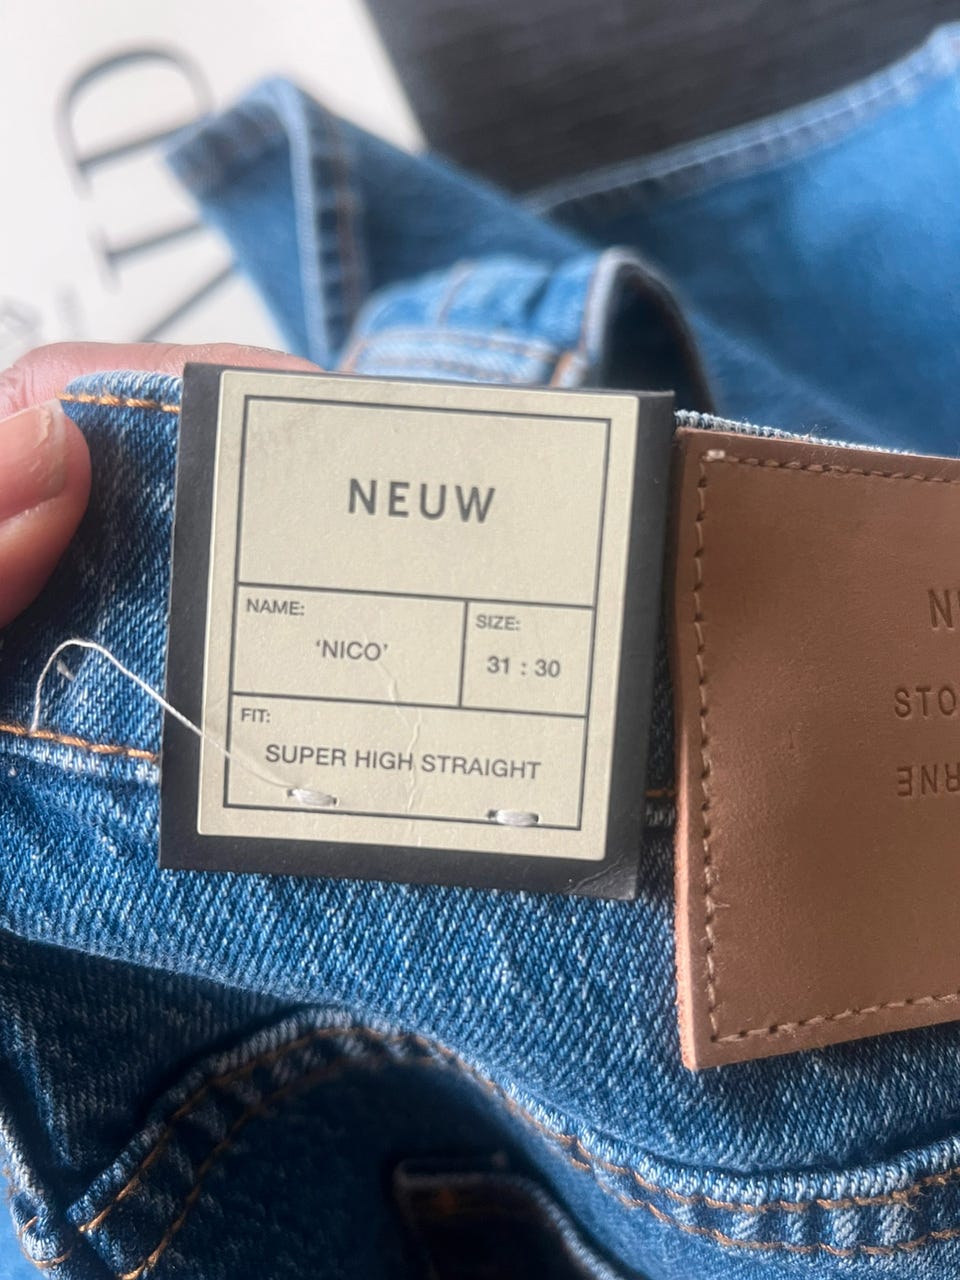 NEUW
NAME:
'NICO'
SIZE:
31 : 30
FIT:
SUPER HIGH STRAIGHT